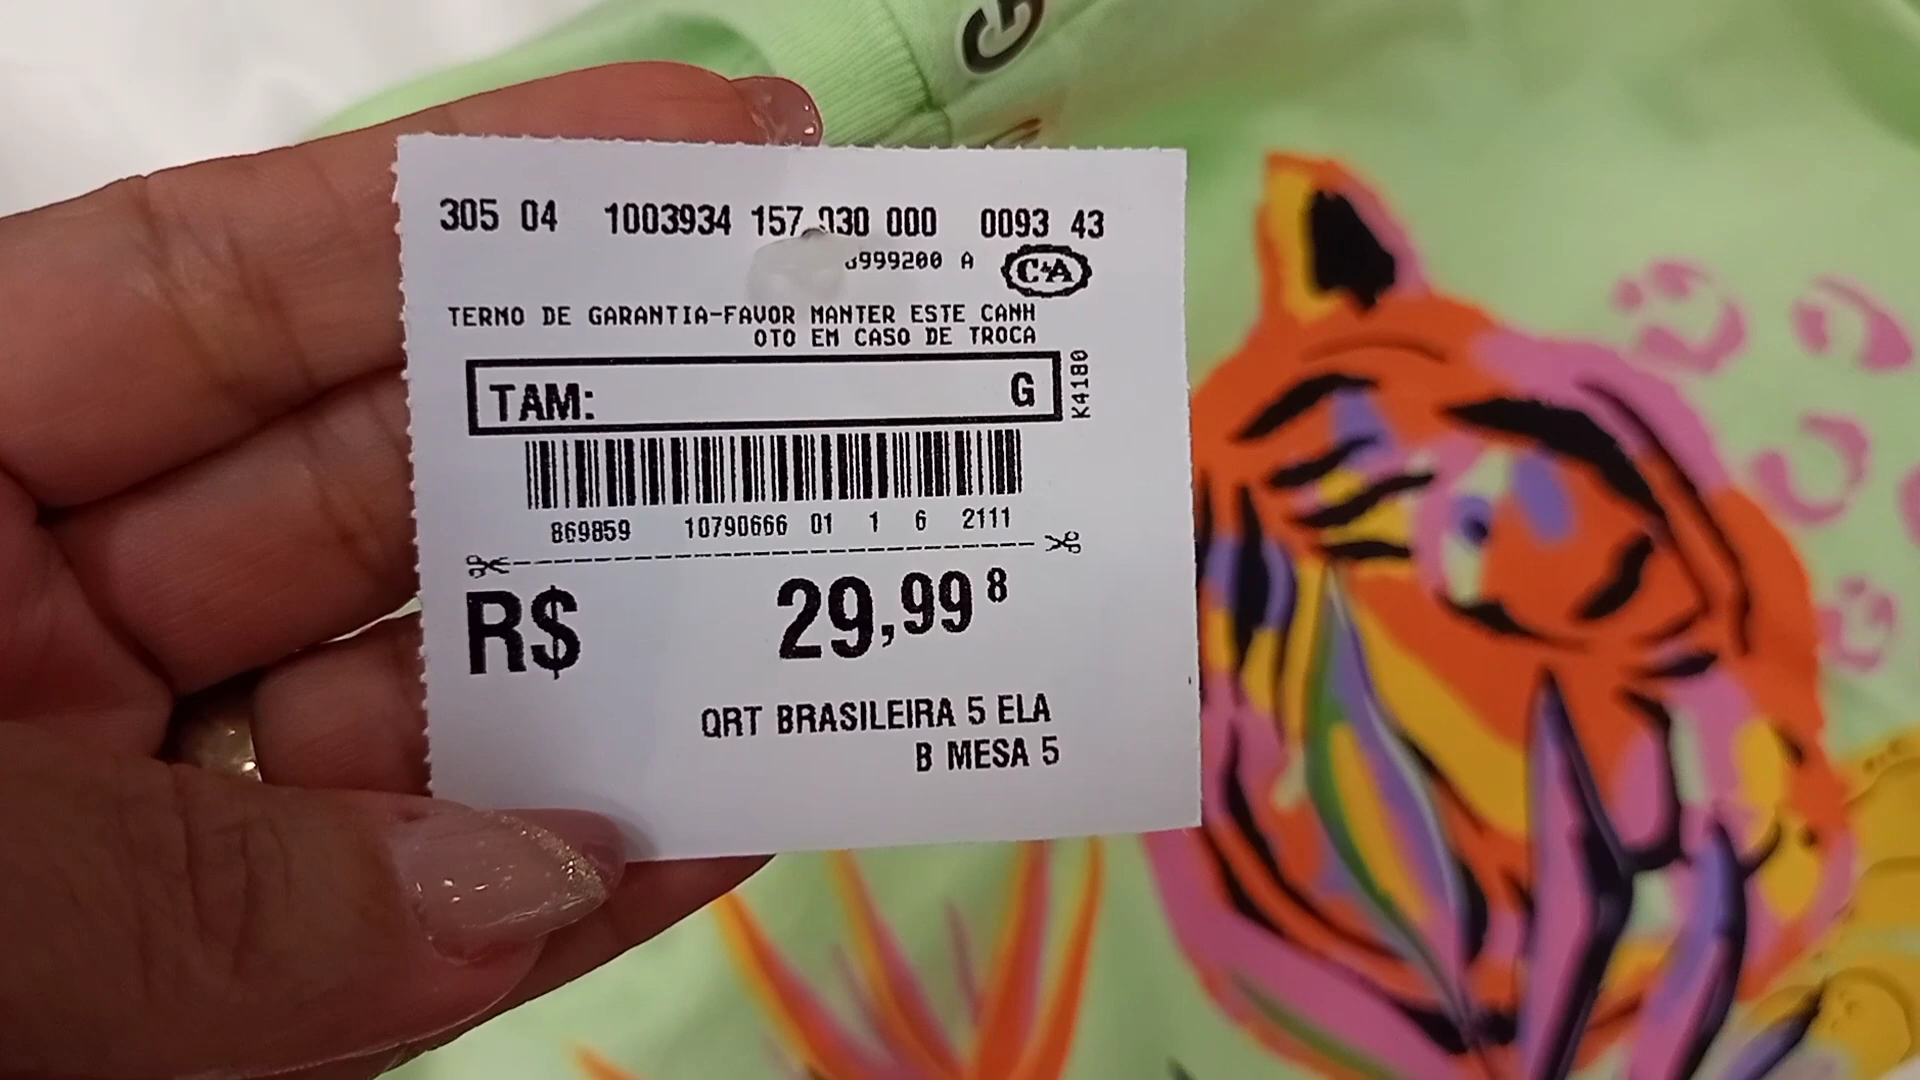 305 04 1003934 157 030 000 0093 43
999200 A C&A
TERMO DE GARANTIA-FAVOR MANTER ESTE CANH
OTO EM CASO DE TROCA
TAM: G
K4180
869859 10790666 01 1 6 2111
R$ 29,99 8
QRT BRASILEIRA 5 ELA
B MESA 5